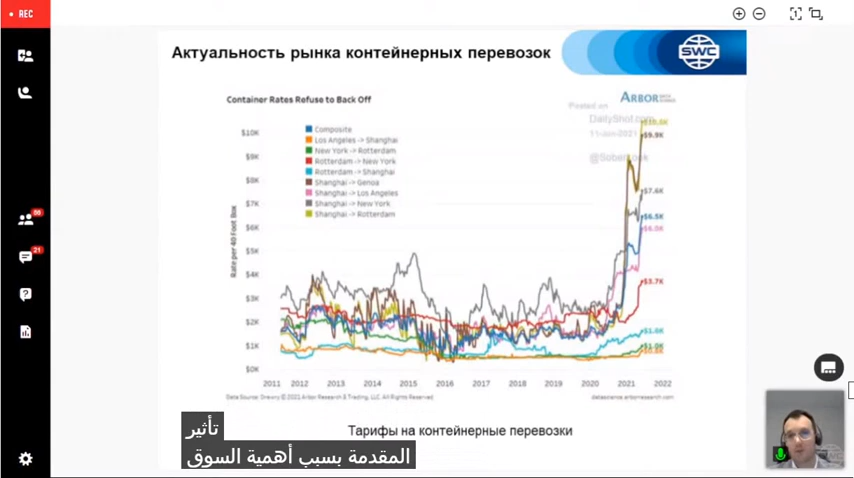 REC
Актуальность рынка контейнерных перевозок
SWC
Container Rates Refuse to Back Off
ARBOR
Posted on
DailyShot.com
11-Jun-2021
@SoberLook
Composite
Los Angeles -> Shanghai
New York -> Rotterdam
Rotterdam -> New York
Rotterdam -> Shanghai
Shanghai -> Genoa
Shanghai -> Los Angeles
Shanghai -> New York
Shanghai -> Rotterdam
Rate per 40 Foot Box
$10K
$9K
$8K
$7K
$6K
$5K
$4K
$3K
$2K
$1K
$0K
$9.9K
$7.6K
$6.5K
$6.0K
$3.7K
$1.0K
2011 2012 2013 2014 2015 2016 2017 2018 2019 2020 2021 2022
Data Source: Drewry © 2021 Arbor Research & Trading, LLC. All Rights Reserved.
datascience.arborresearch.com
Тарифы на контейнерные перевозки
تأثير
المقدمة بسبب أهمية السوق
21